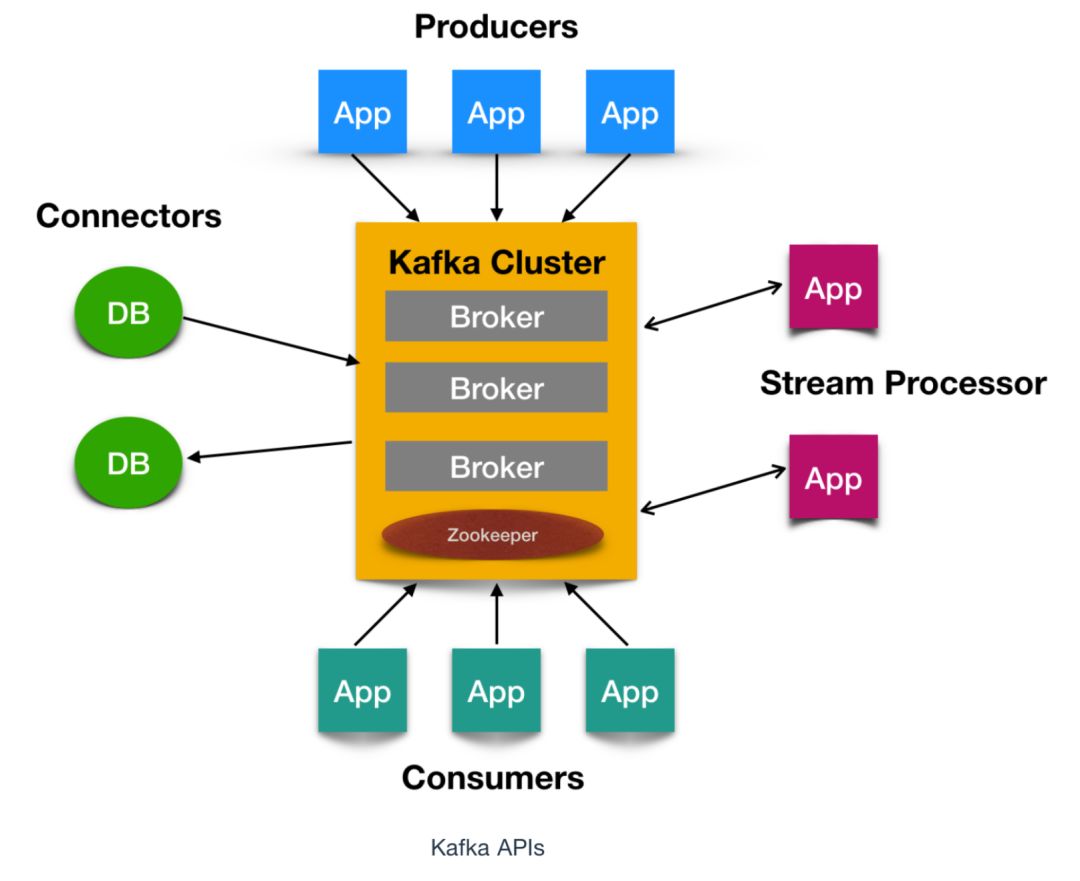 Producers
App
App
App
Connectors
DB
DB
Kafka Cluster
Broker
Broker
Broker
Zookeeper
App
Stream Processor
App
App
App
App
Consumers
Kafka APIs